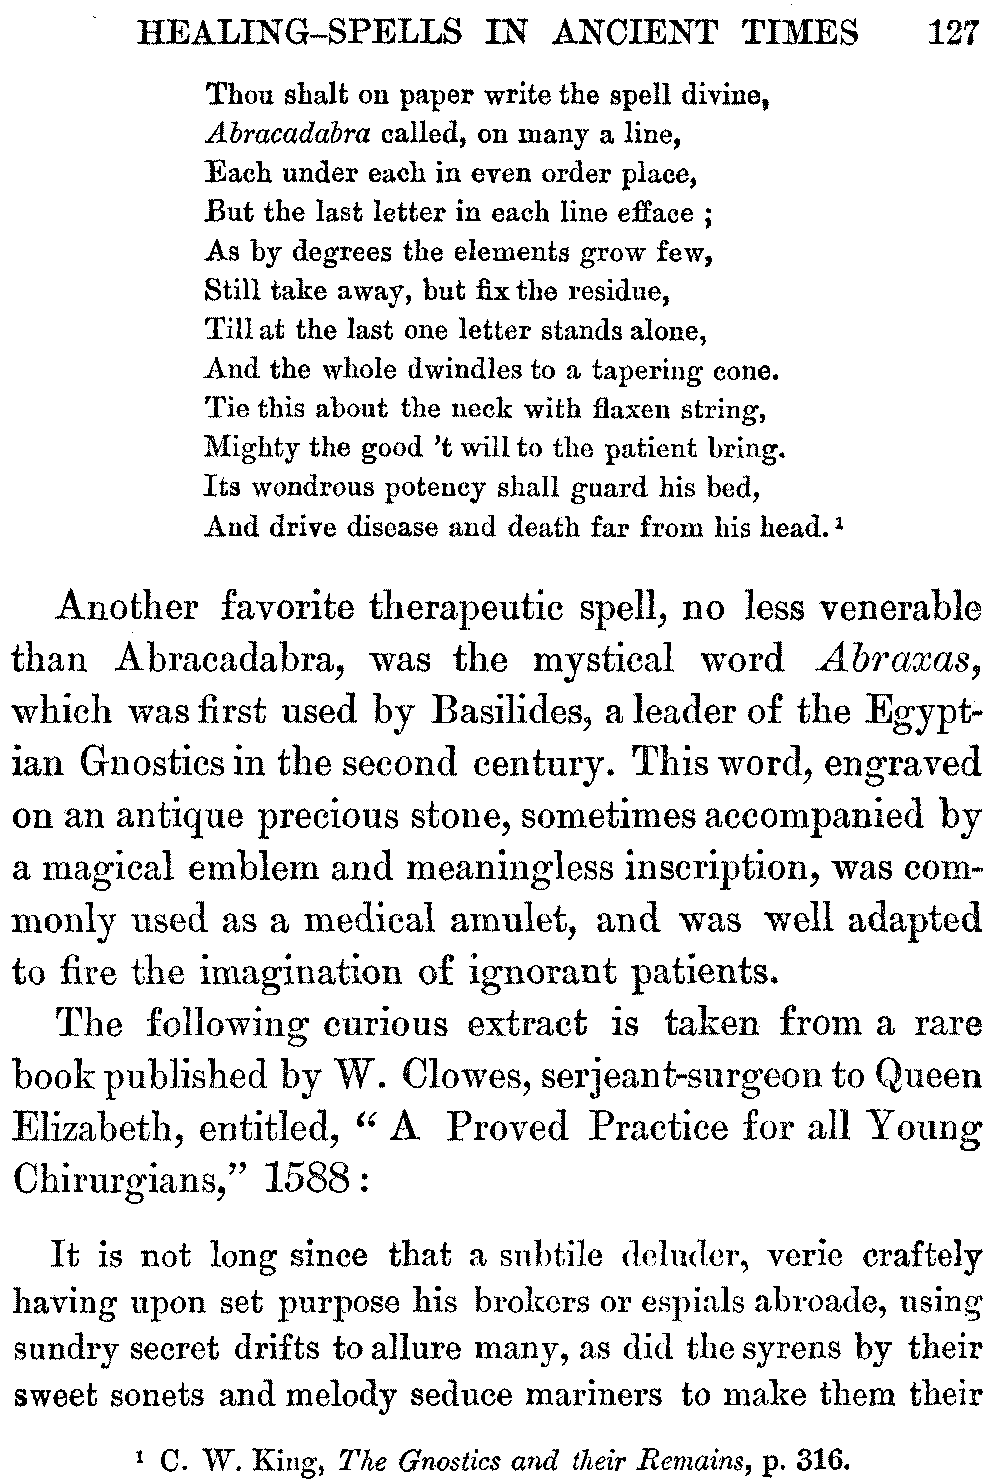 HEALING-SPELLS IN ANCIENT TIMES 127
Thou shalt on paper write the spell divine,
Abracadabra called, on many a line,
Each under each in even order place,
But the last letter in each line efface ;
As by degrees the elements grow few,
Still take away, but fix the residue,
Till at the last one letter stands alone,
And the whole dwindles to a tapering cone.
Tie this about the neck with flaxen string,
Mighty the good 't will to the patient bring.
Its wondrous potency shall guard his bed,
And drive disease and death far from his head.¹
Another favorite therapeutic spell, no less venerable
than Abracadabra, was the mystical word Abraxas,
which was first used by Basilides, a leader of the Egypt-
ian Gnostics in the second century. This word, engraved
on an antique precious stone, sometimes accompanied by
a magical emblem and meaningless inscription, was com-
monly used as a medical amulet, and was well adapted
to fire the imagination of ignorant patients.
The following curious extract is taken from a rare
book published by W. Clowes, serjeant-surgeon to Queen
Elizabeth, entitled, “ A Proved Practice for all Young
Chirurgians,” 1588 :
It is not long since that a subtile deluder, verie craftely
having upon set purpose his brokers or espials abroade, using
sundry secret drifts to allure many, as did the syrens by their
sweet sonets and melody seduce mariners to make them their
¹ C. W. King, The Gnostics and their Remains, p. 316.